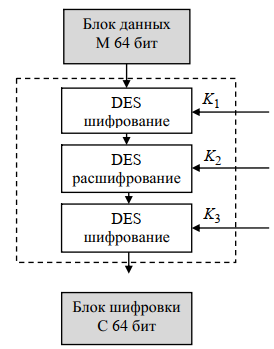 Блок данных
М 64 бит
DES
шифрование
K1
DES
расшифрование
K2
DES
шифрование
K3
Блок шифровки
С 64 бит